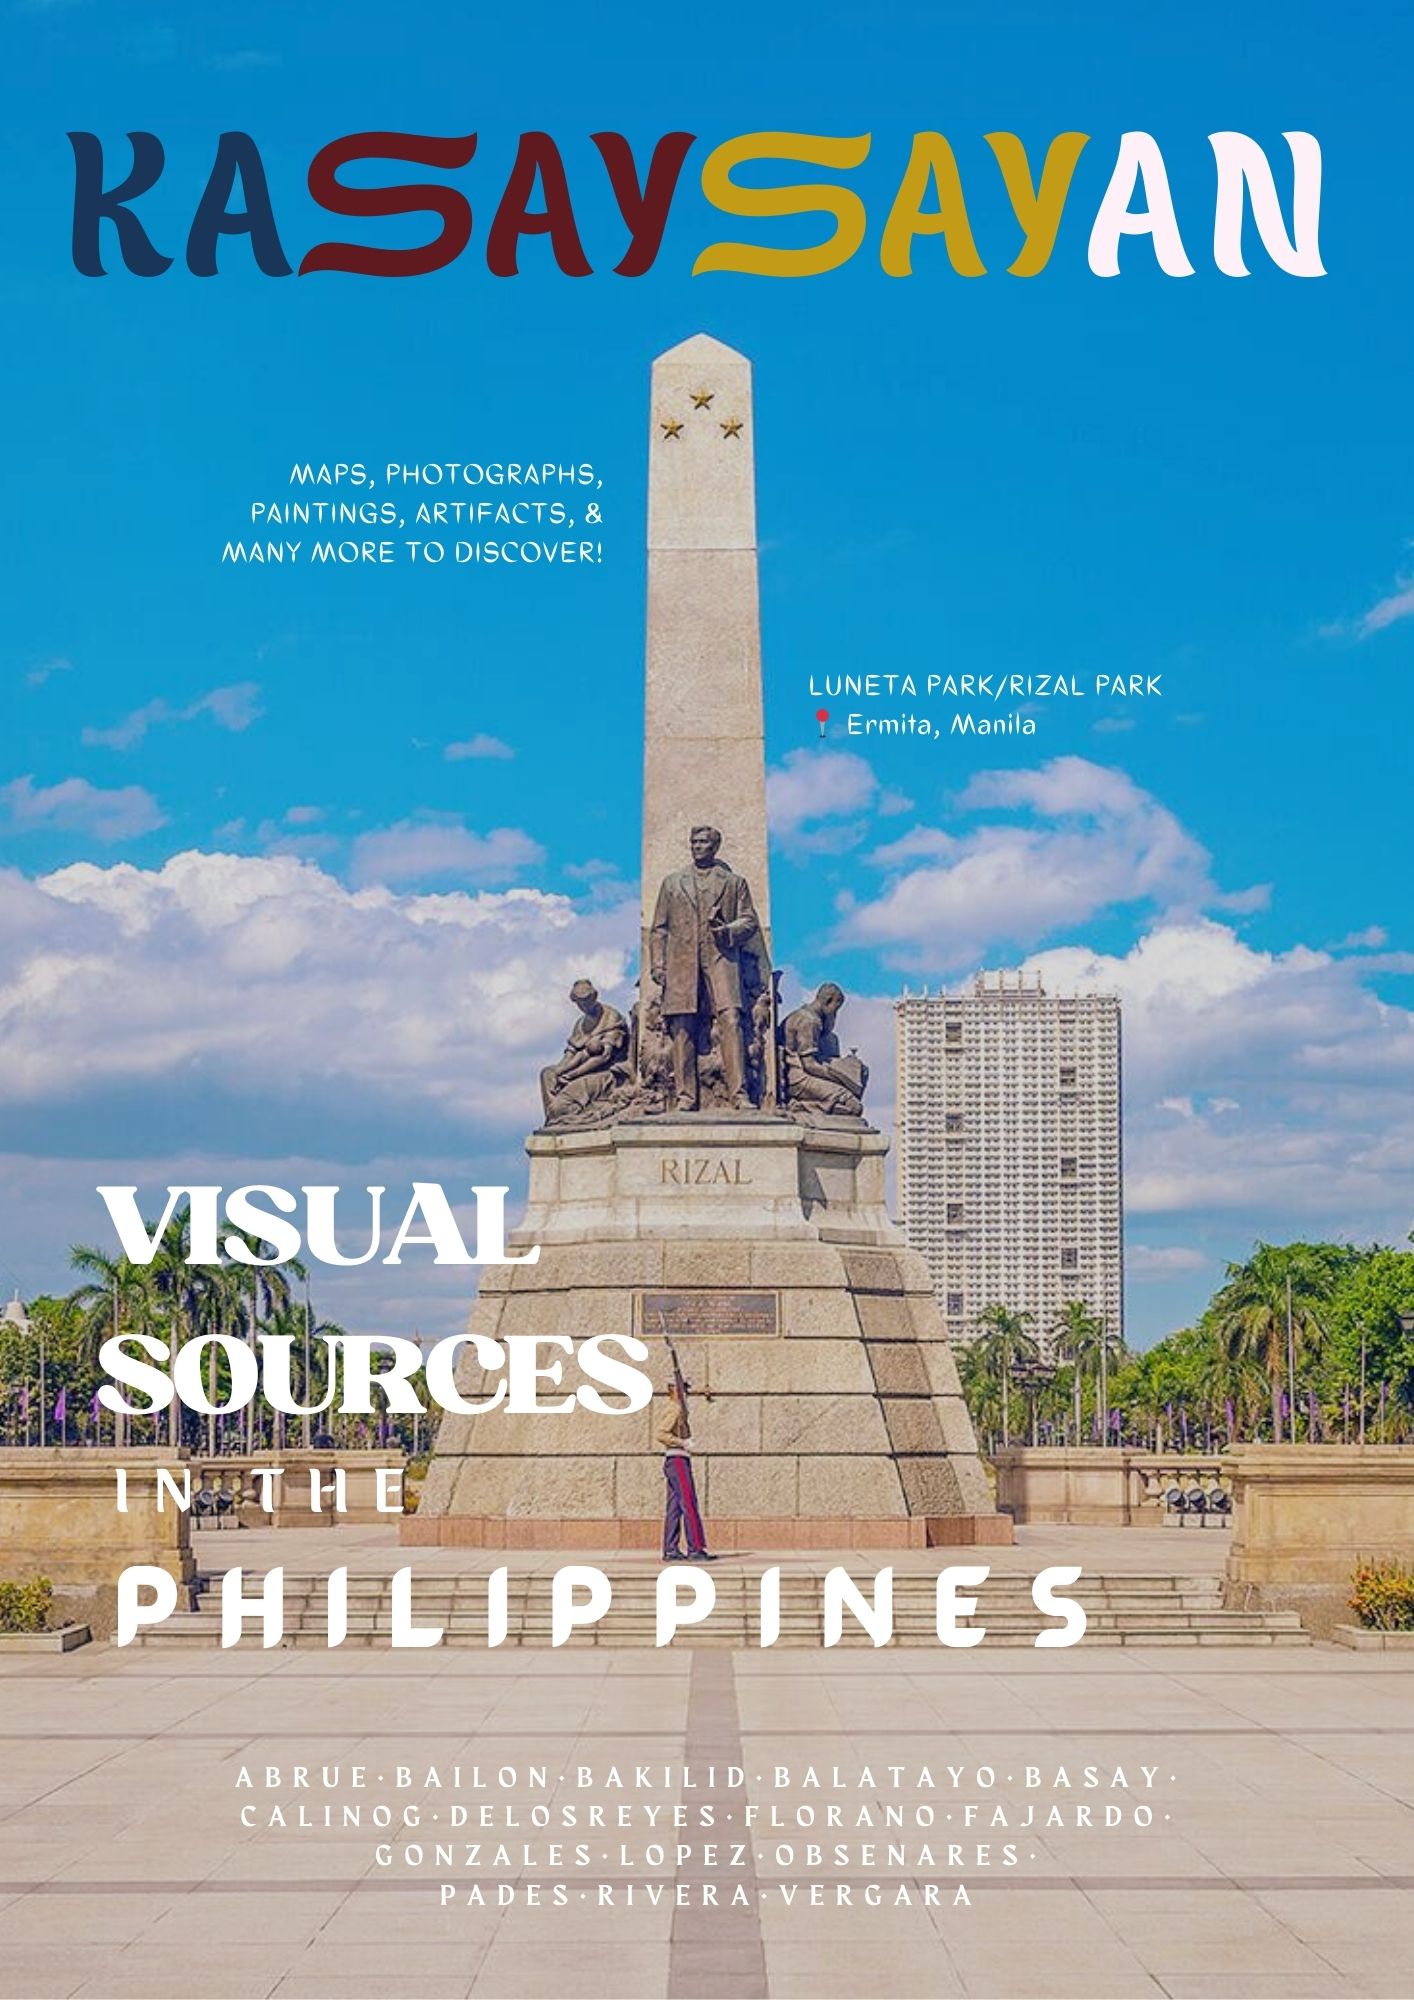 KASAYSAYAN
MAPS, PHOTOGRAPHS,
PAINTINGS, ARTIFACTS, &
MANY MORE TO DISCOVER!
LUNETA PARK/RIZAL PARK
📍 Ermita, Manila
RIZAL
VISUAL
SOURCES
IN THE
PHILIPPINES
ABRUE·BAILON·BAKILID·BALATAYO·BASAY·
CALINOG·DELOSREYES·FLORANO·FAJARDO·
GONZALES·LOPEZ·OBSENARES·
PADES·RIVERA·VERGARA